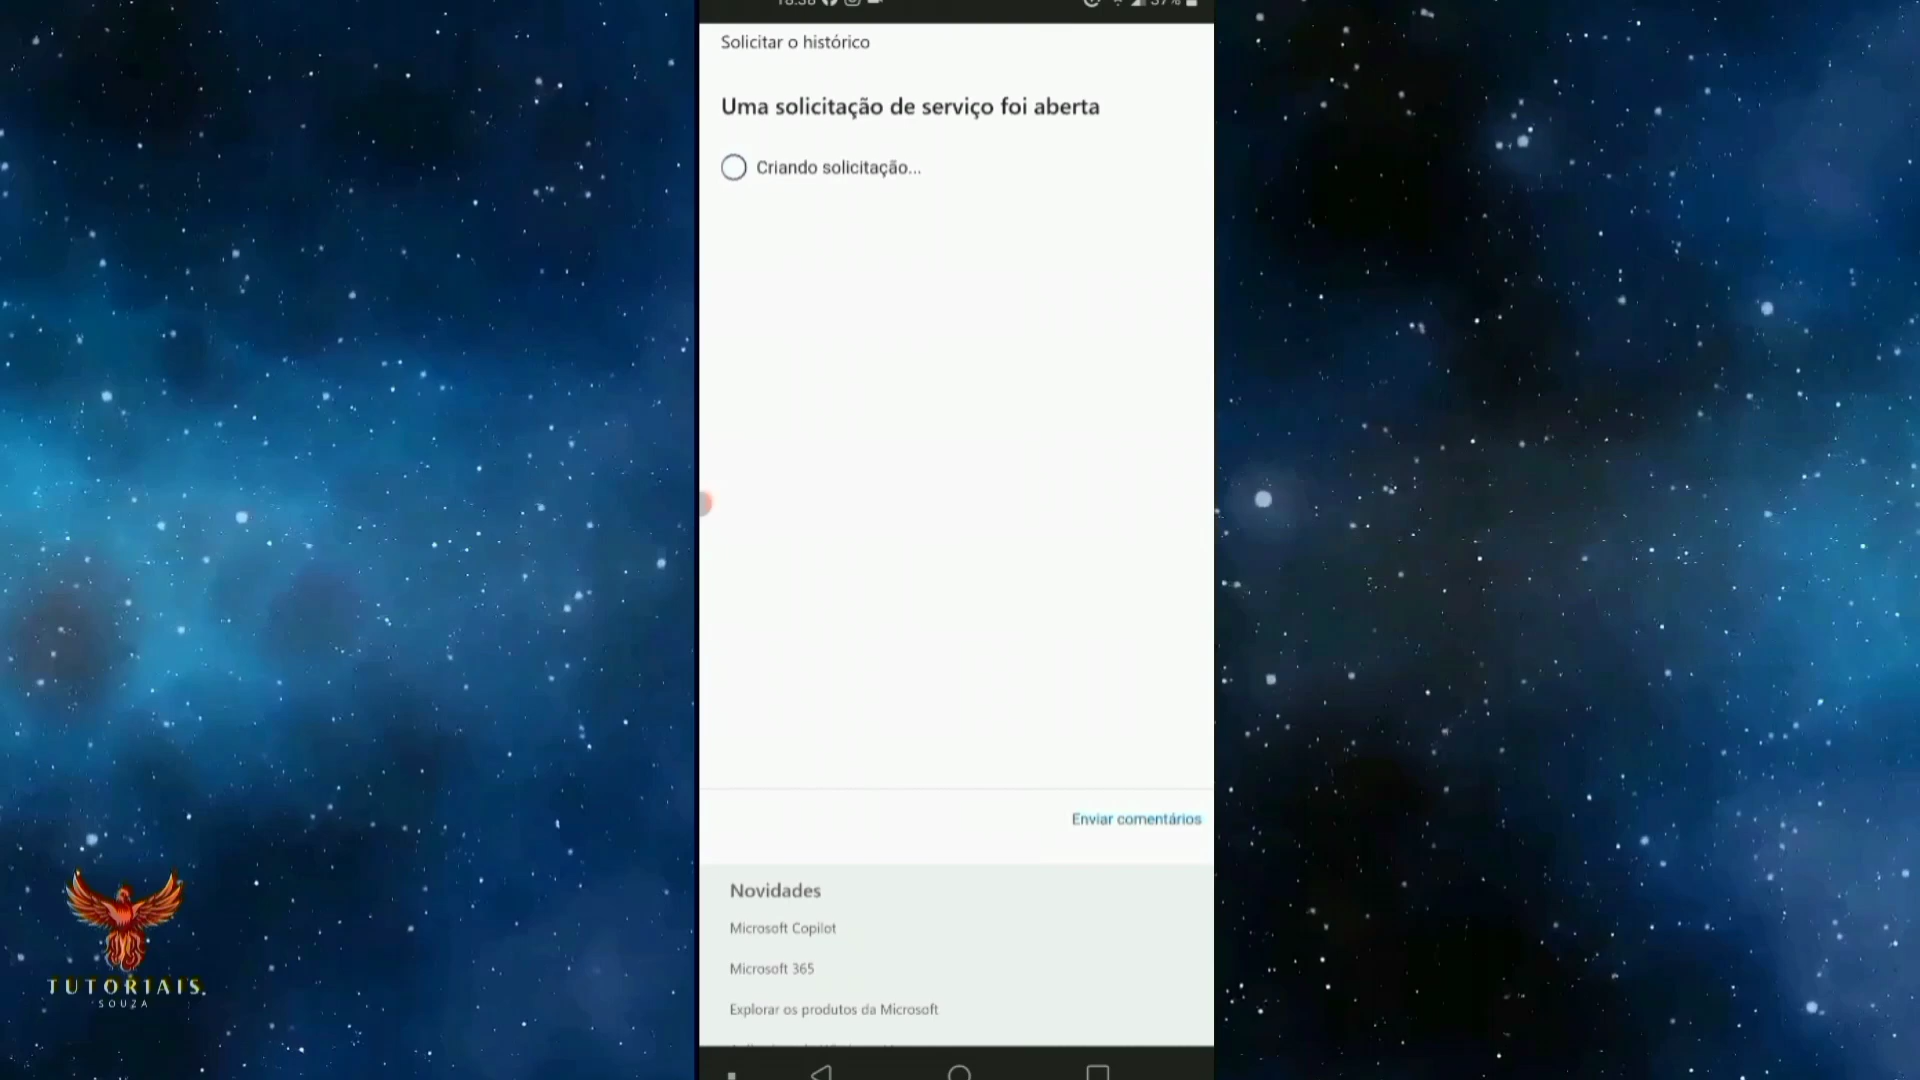 Solicitar o histórico
Uma solicitação de serviço foi aberta
Criando solicitação...
Enviar comentários
Novidades
Microsoft Copilot
Microsoft 365
Explorar os produtos da Microsoft
TUTORIAIS
SOUZA